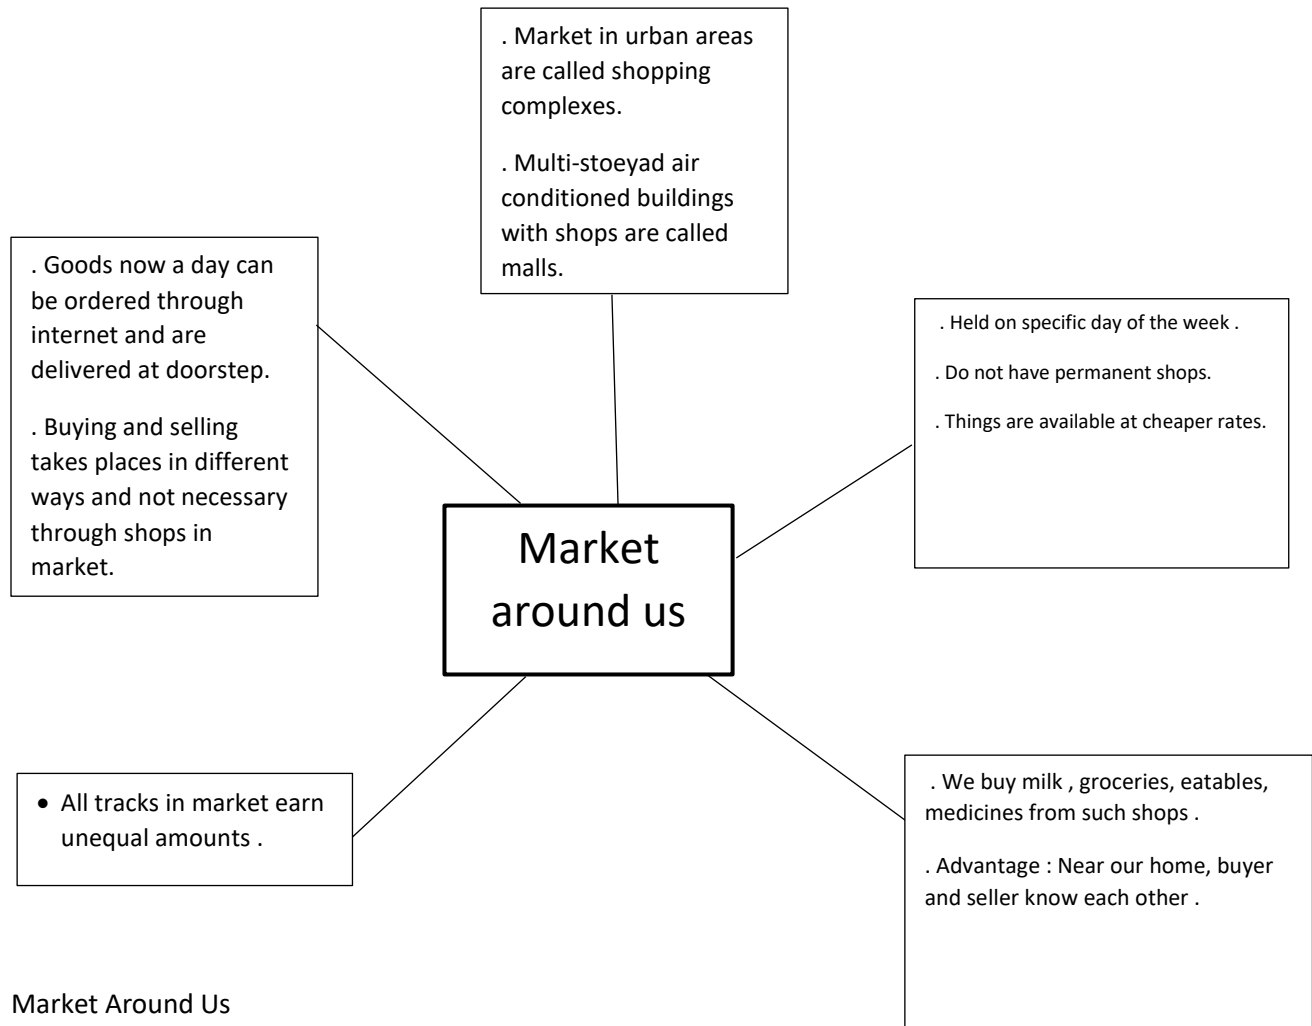 . Market in urban areas
are called shopping
complexes.
. Multi-stoeyad air
conditioned buildings
with shops are called
malls.
. Goods now a day can
be ordered through
internet and are
delivered at doorstep.
. Buying and selling
takes places in different
ways and not necessary
through shops in
market.
. Held on specific day of the week .
. Do not have permanent shops.
. Things are available at cheaper rates.
Market
around us
• All tracks in market earn
unequal amounts .
. We buy milk , groceries, eatables,
medicines from such shops .
. Advantage : Near our home, buyer
and seller know each other .
Market Around Us